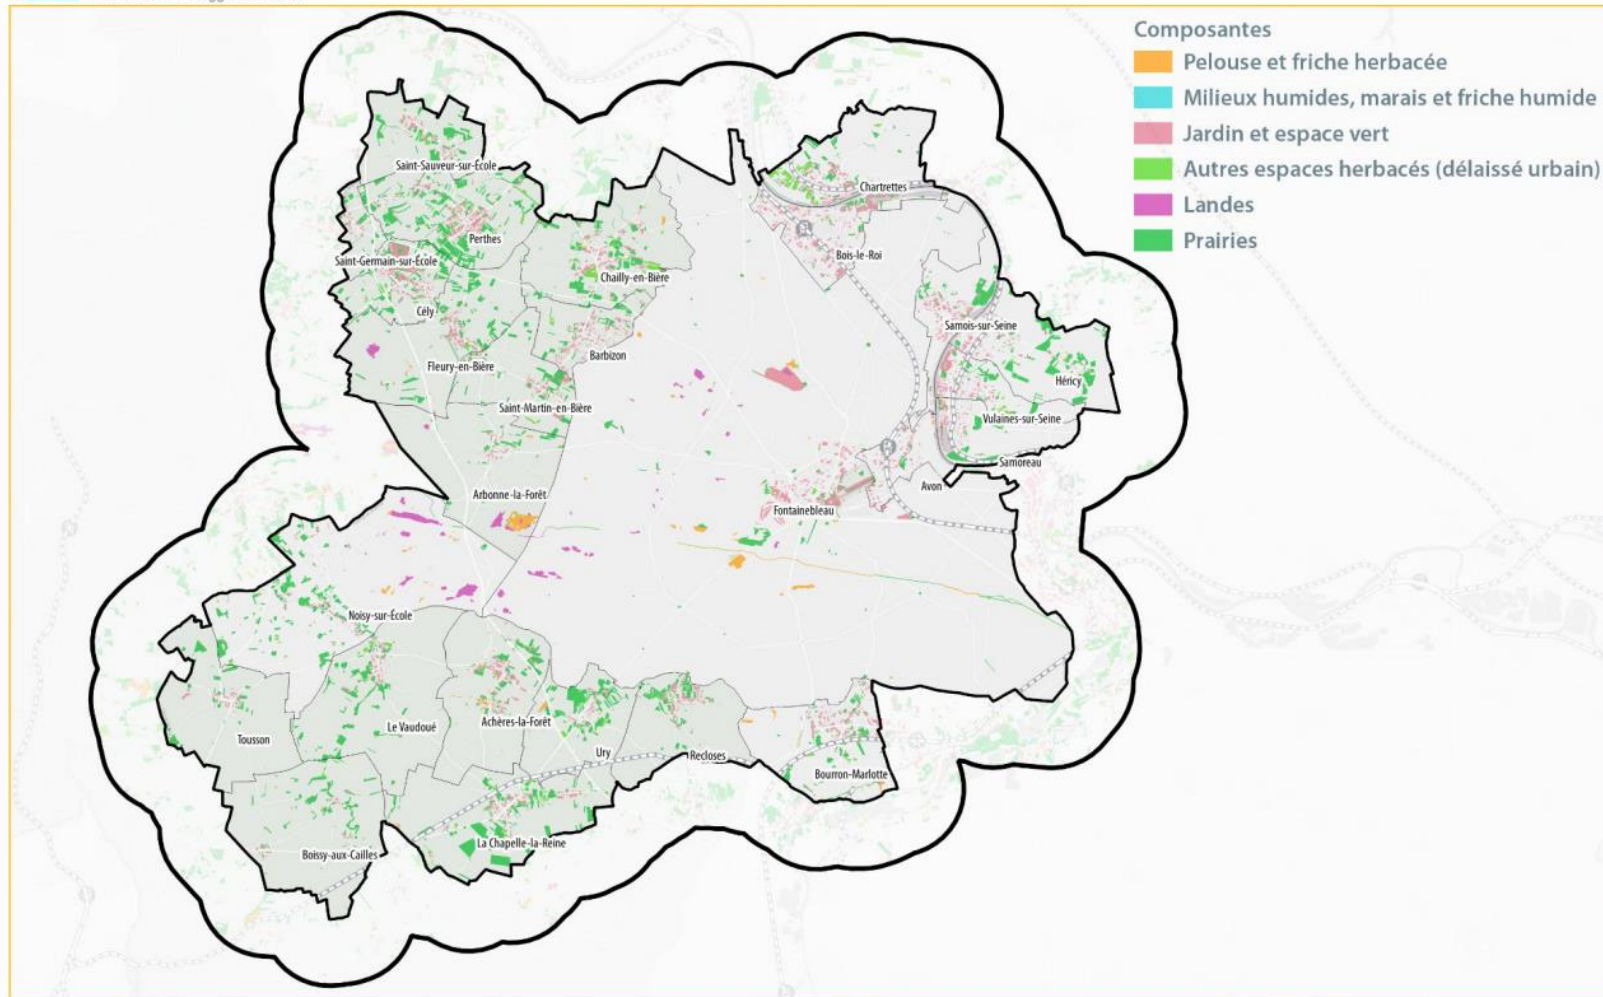 Composantes
Pelouse et friche herbacée
Milieux humides, marais et friche humide
Jardin et espace vert
Autres espaces herbacés (délaissé urbain)
Landes
Prairies
Saint-Sauveur-sur-École
Chartrettes
Perthes
Bois-le-Roi
Saint-Germain-sur-École
Chailly-en-Bière
Cély
Samois-sur-Seine
Barbizon
Fleury-en-Bière
Héricy
Saint-Martin-en-Bière
Vulaines-sur-Seine
Samoreau
Avon
Arbonne-la-Forêt
Fontainebleau
Noisy-sur-École
Achères-la-Forêt
Le Vaudoué
Tousson
Ury
Recloses
Bourron-Marlotte
La Chapelle-la-Reine
Boissy-aux-Cailles